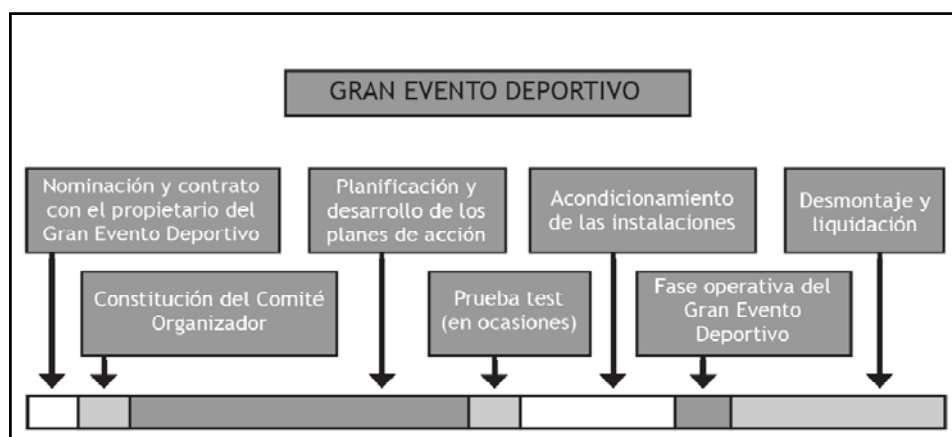 GRAN EVENTO DEPORTIVO
Nominación y contrato
con el propietario del
Gran Evento Deportivo
Planificación y
desarrollo de los
planes de acción
Acondicionamiento
de las instalaciones
Desmontaje y
liquidación
Constitución del Comité
Organizador
Prueba test
(en ocasiones)
Fase operativa del
Gran Evento
Deportivo